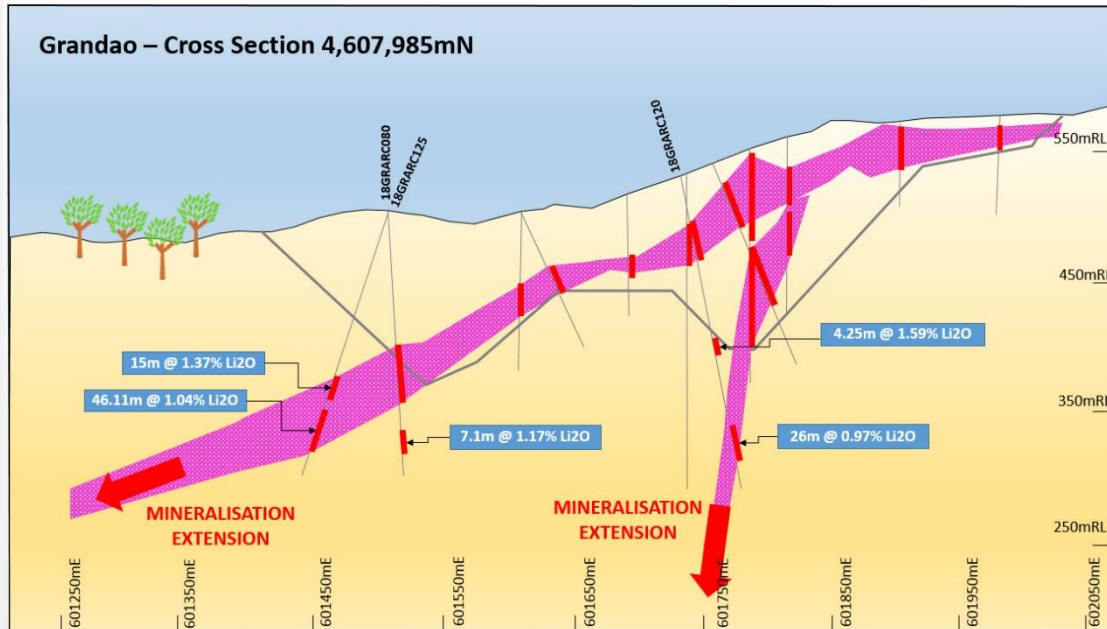 Grandao – Cross Section 4,607,985mN
18GRARC080
18GRARC125
18GRARC120
550mRL
450mRL
350mRL
250mRL
15m @ 1.37% Li2O
46.11m @ 1.04% Li2O
7.1m @ 1.17% Li2O
4.25m @ 1.59% Li2O
26m @ 0.97% Li2O
MINERALISATION
EXTENSION
MINERALISATION
EXTENSION
601250mE
601350mE
601450mE
601550mE
601650mE
601750mE
601850mE
601950mE
602050mE